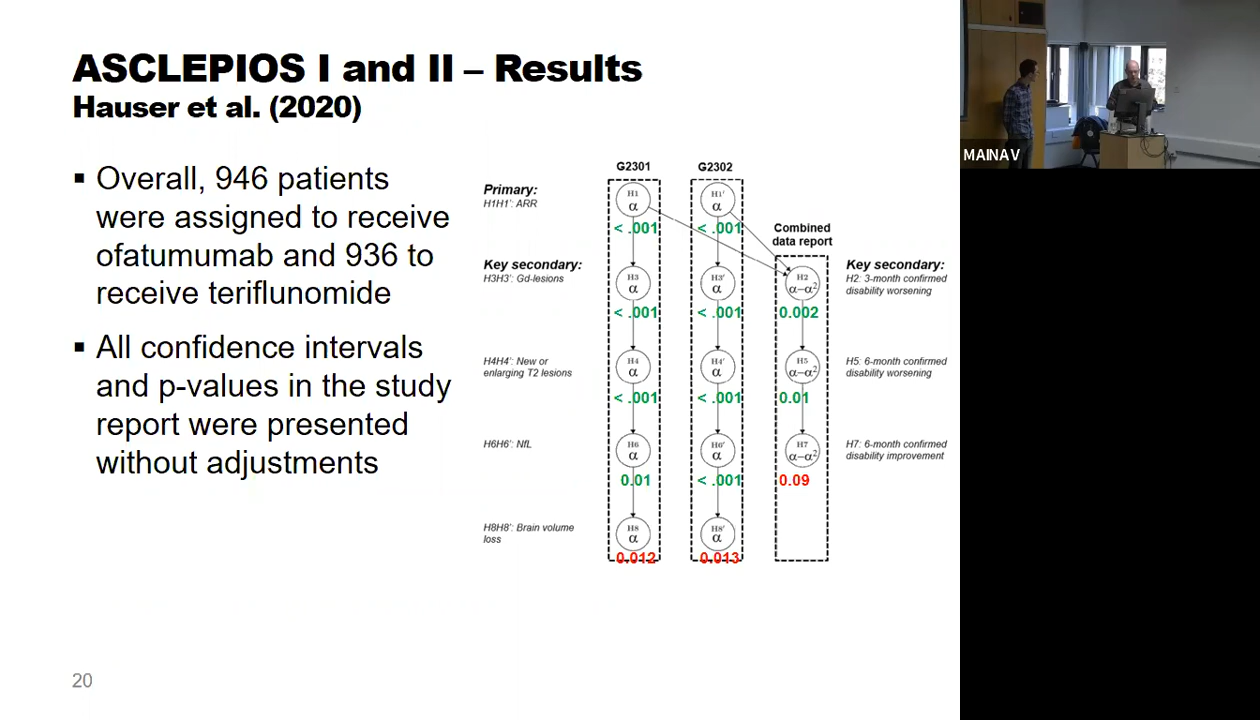 ASCLEPIOS I and II – Results
Hauser et al. (2020)
▪ Overall, 946 patients
were assigned to receive
ofatumumab and 936 to
receive teriflunomide
▪ All confidence intervals
and p-values in the study
report were presented
without adjustments
G2301
G2302
Primary:
H1H1': ARR
H1
α
H1'
α
< .001
< .001
Combined
data report
Key secondary:
H3H3': Gd-lesions
H3
α
H3'
α
H2
α−α²
Key secondary:
H2: 3-month confirmed
disability worsening
< .001
< .001
0.002
H4H4': New or
enlarging T2 lesions
H4
α
H4'
α
H5
α−α²
H5: 6-month confirmed
disability worsening
< .001
< .001
0.01
H6H6': NfL
H6
α
H6'
α
H7
α−α²
H7: 6-month confirmed
disability improvement
0.01
< .001
0.09
H8H8': Brain volume
loss
H8
α
H8'
α
0.012
0.013
20
MAIN AV